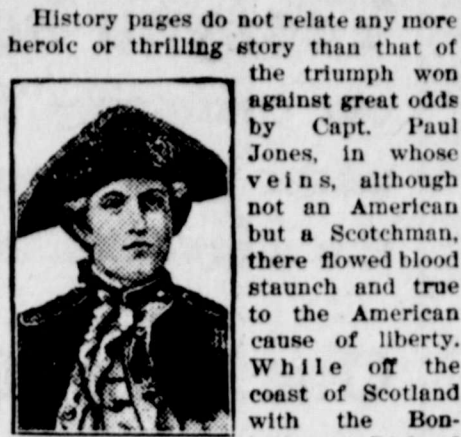 History pages do not relate any more
heroic or thrilling story than that of
the triumph won
against great odds
by Capt. Paul
Jones, in whose
veins, although
not an American
but a Scotchman,
there flowed blood
staunch and true
to the American
cause of liberty.
While off the
coast of Scotland
with the Bon-